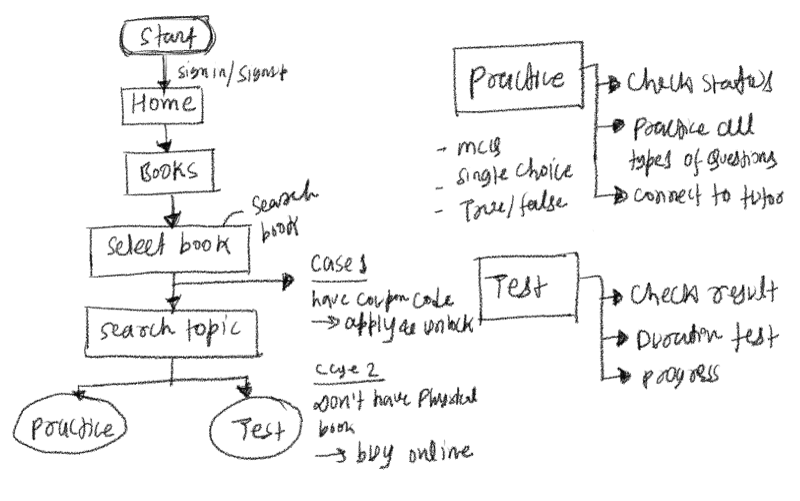 Start
Sign in/Signup
Home
Books
Search
book
Select book
Case 1
have coupon code
→ apply to unlock
Search topic
Case 2
Don't have Physical
book
→ buy online
Practice
Test
Practice
- MCQ
- Single choice
- True/false
Check status
Practice all
types of Questions
Connect to tutor
Test
Check result
Duration test
Progress